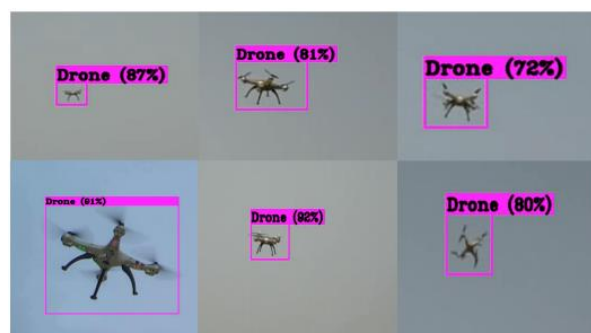 Drone (87%)
Drone (81%)
Drone (72%)
Drone (91%)
Drone (92%)
Drone (80%)